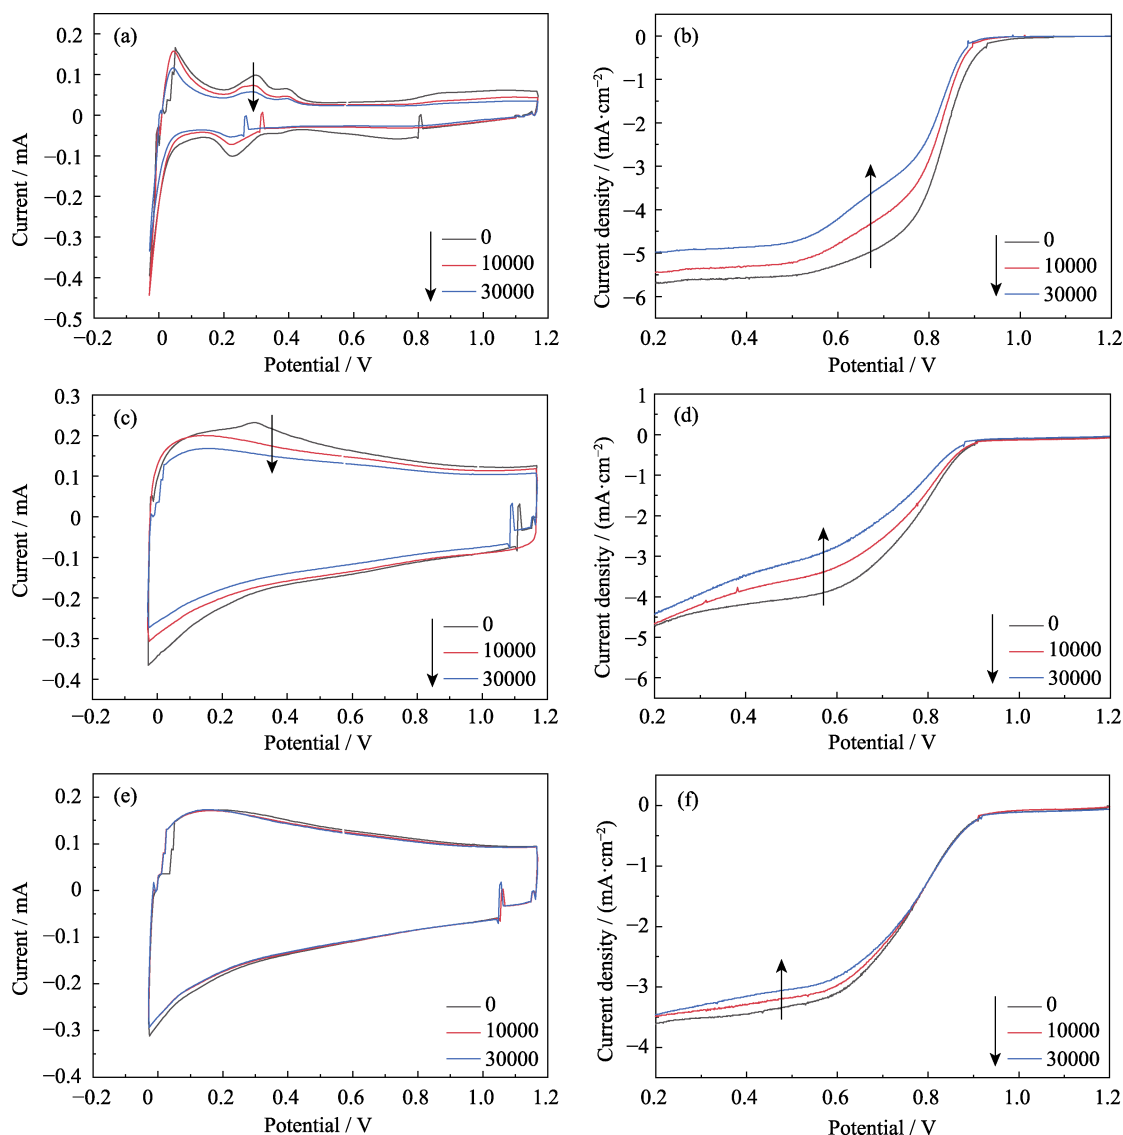 (a)
0.2
0.1
0
−0.1
−0.2
−0.3
−0.4
−0.5
Current / mA
0
10000
30000
−0.2 0 0.2 0.4 0.6 0.8 1.0 1.2
Potential / V
(b)
0
−1
−2
−3
−4
−5
−6
Current density / (mA·cm−2)
0
10000
30000
0.2 0.4 0.6 0.8 1.0 1.2
Potential / V
(c)
0.3
0.2
0.1
0
−0.1
−0.2
−0.3
−0.4
Current / mA
0
10000
30000
−0.2 0 0.2 0.4 0.6 0.8 1.0 1.2
Potential / V
(d)
1
0
−1
−2
−3
−4
−5
−6
Current density / (mA·cm−2)
0
10000
30000
0.2 0.4 0.6 0.8 1.0 1.2
Potential / V
(e)
0.2
0.1
0
−0.1
−0.2
−0.3
−0.4
Current / mA
0
10000
30000
0 0.2 0.4 0.6 0.8 1.0 1.2
Potential / V
(f)
0
−1
−2
−3
−4
Current density / (mA·cm−2)
0
10000
30000
0.2 0.4 0.6 0.8 1.0 1.2
Potential / V